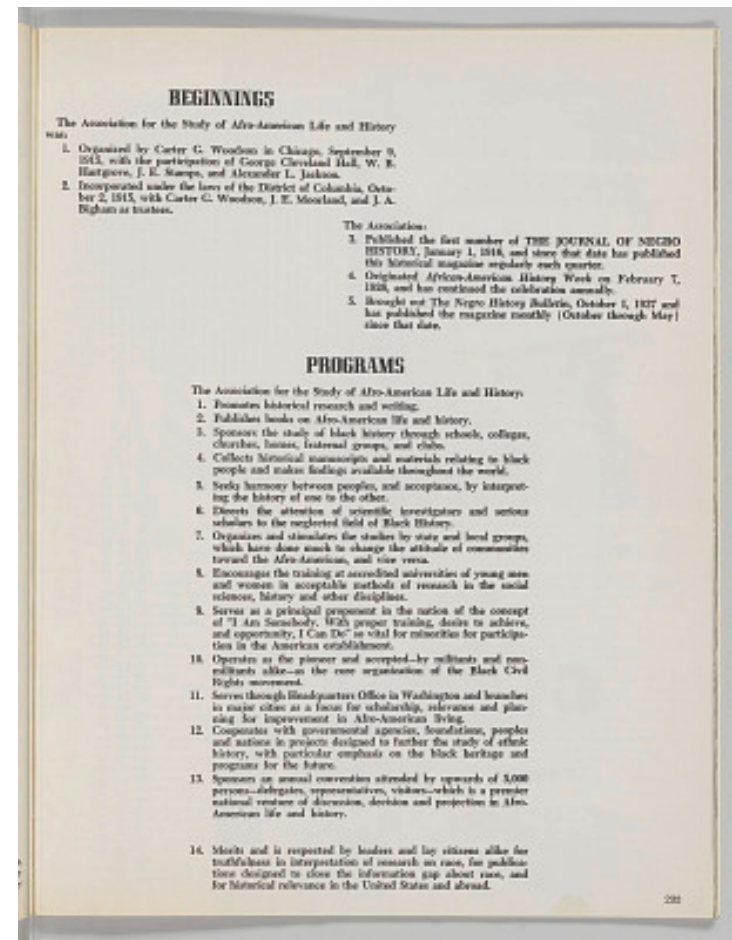 BEGINNINGS
The Association for the Study of Afro-American Life and History
was:
1. Organized by Carter G. Woodson in Chicago, September 9,
1915, with the participation of George Cleveland Hall, W. B.
Hartgrove, J. E. Stamps, and Alexander L. Jackson.
2. Incorporated under the laws of the District of Columbia, Octo-
ber 2, 1915, with Carter G. Woodson, J. E. Moorland, and J. A.
Bigham as trustees.
The Association:
3. Published the first number of THE JOURNAL OF NEGRO
HISTORY, January 1, 1916, and since that date has published
this historical magazine regularly each quarter.
4. Originated African-American History Week on February 7,
1926, and has continued the celebration annually.
5. Brought out The Negro History Bulletin, October 1, 1937 and
has published the magazine monthly (October through May)
since that date.
PROGRAMS
The Association for the Study of Afro-American Life and History:
1. Promotes historical research and writing.
2. Publishes books on Afro-American life and history.
3. Sponsors the study of black history through schools, colleges,
churches, homes, fraternal groups, and clubs.
4. Collects historical manuscripts and materials relating to black
people and makes findings available throughout the world.
5. Seeks harmony between peoples, and acceptance, by interpret-
ing the history of one to the other.
6. Directs the attention of scientific investigators and serious
scholars to the neglected field of Black History.
7. Organizes and stimulates the studies by state and local groups,
which have done much to change the attitude of communities
toward the Afro-American, and vice versa.
8. Encourages the training at accredited universities of young men
and women in acceptable methods of research in the social
sciences, history and other disciplines.
9. Serves as a principal proponent in the nation of the concept
of "I Am Somebody. With proper training, desire to achieve,
and opportunity, I Can Do" so vital for minorities for participa-
tion in the American establishment.
10. Operates as the pioneer and accepted—by militants and non-
militants alike—as the core organization of the Black Civil
Rights movement.
11. Serves through Headquarters Office in Washington and branches
in major cities as a focus for scholarship, relevance and plan-
ning for improvement in Afro-American living.
12. Cooperates with governmental agencies, foundations, peoples
and nations in projects designed to further the study of ethnic
history, with particular emphasis on the black heritage and
programs for the future.
13. Sponsors an annual convention attended by upwards of 5,000
persons—delegates, representatives, visitors—which is a premier
national venture of discussion, decision and projection in Afro-
American life and history.
14. Merits and is respected by leaders and lay citizens alike for
truthfulness in interpretation of research on race, for publica-
tions designed to close the information gap about race, and
for historical relevance in the United States and abroad.